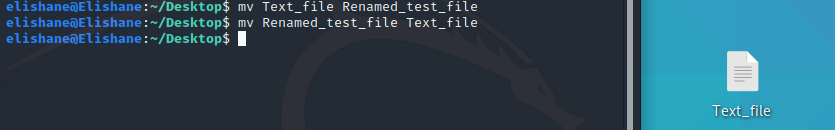 elishane@Elishane:~/Desktop$ mv Text_file Renamed_test_file
elishane@Elishane:~/Desktop$ mv Renamed_test_file Text_file
elishane@Elishane:~/Desktop$
Text_file